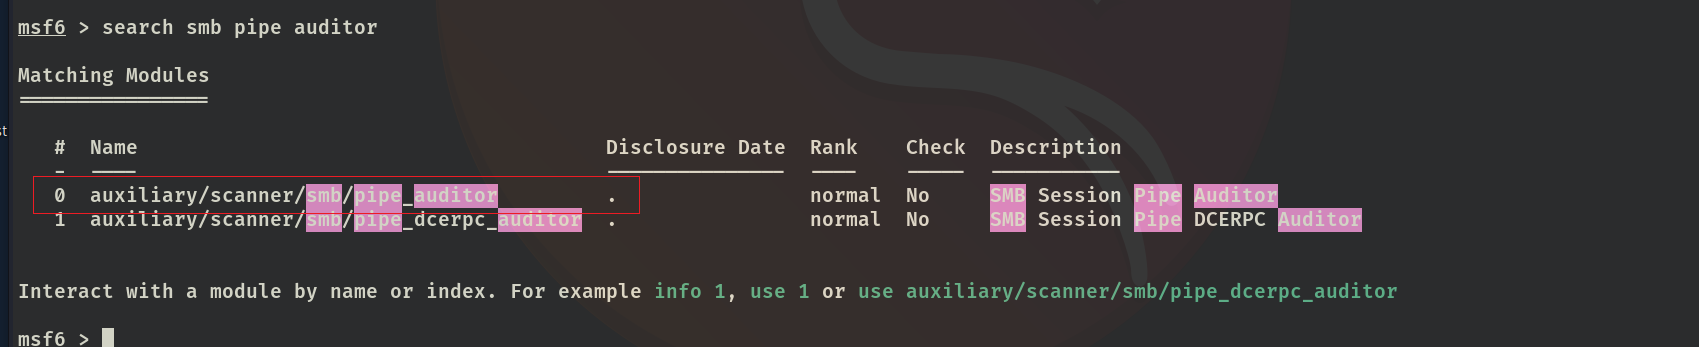 msf6 > search smb pipe auditor
Matching Modules
================
st
# Name Disclosure Date Rank Check Description
- ---- --------------- ---- ----- -----------
0 auxiliary/scanner/smb/pipe_auditor . normal No SMB Session Pipe Auditor
1 auxiliary/scanner/smb/pipe_dcerpc_auditor . normal No SMB Session Pipe DCERPC Auditor
Interact with a module by name or index. For example info 1, use 1 or use auxiliary/scanner/smb/pipe_dcerpc_auditor
msf6 >